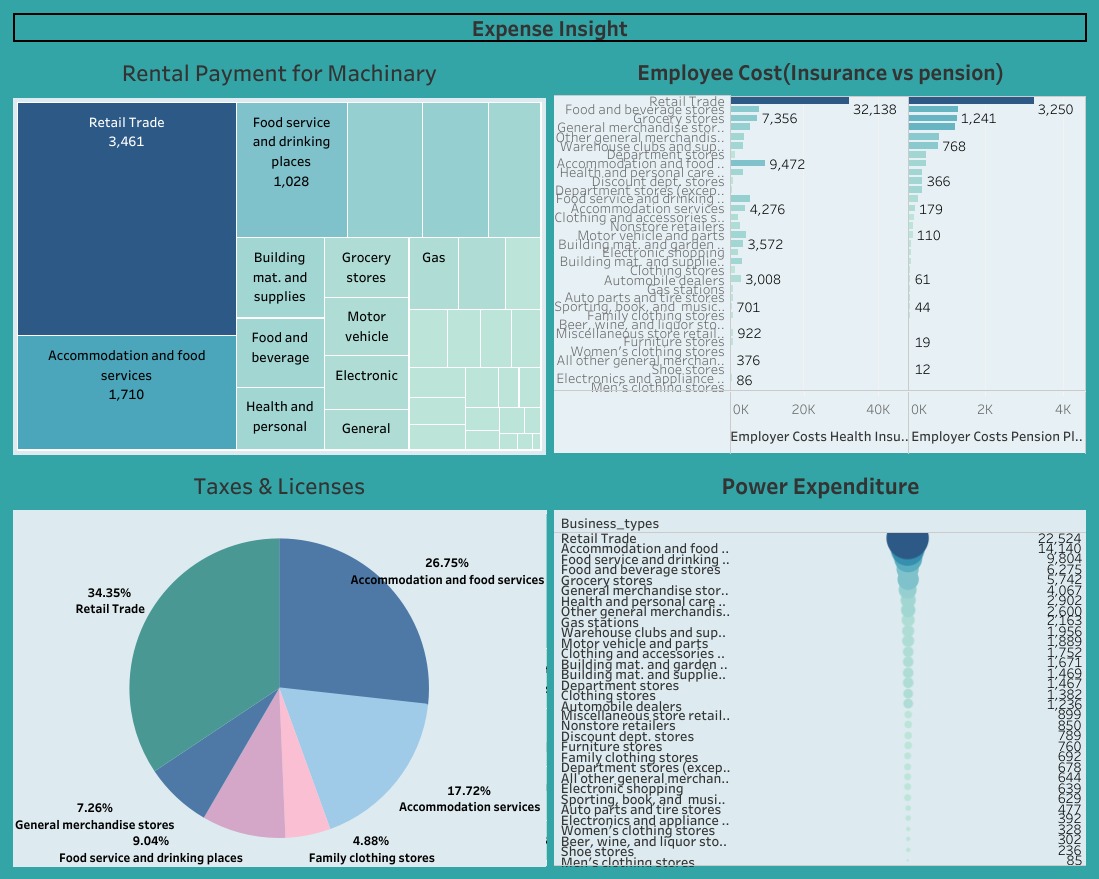 Expense Insight
Rental Payment for Machinary
Retail Trade
3,461
Accommodation and food
services
1,710
Food service
and drinking
places
1,028
Building
mat. and
supplies
Food and
beverage
Health and
personal
Grocery
stores
Motor
vehicle
Electronic
General
Gas
Employee Cost(Insurance vs pension)
Retail Trade
Food and beverage stores
Grocery stores
General merchandise stor..
Other general merchandis..
Warehouse clubs and sup..
Department stores
Accommodation and food ..
Health and personal care ..
Discount dept. stores
Department stores (excep..
Food service and drinking ..
Accommodation services
Clothing and accessories s..
Nonstore retailers
Motor vehicle and parts
Building mat. and garden ..
Electronic shopping
Building mat. and supplie..
Clothing stores
Automobile dealers
Gas stations
Auto parts and tire stores
Sporting, book, and music..
Family clothing stores
Beer, wine, and liquor sto..
Miscellaneous store retail..
Furniture stores
Women's clothing stores
All other general merchan..
Shoe stores
Electronics and appliance ..
Men's clothing stores
32,138
7,356
9,472
4,276
3,572
3,008
701
922
376
86
3,250
1,241
768
366
179
110
61
44
19
12
0K 20K 40K
0K 2K 4K
Employer Costs Health Insu..
Employer Costs Pension Pl..
Taxes & Licenses
26.75%
Accommodation and food services
34.35%
Retail Trade
17.72%
Accommodation services
7.26%
General merchandise stores
9.04%
Food service and drinking places
4.88%
Family clothing stores
Power Expenditure
Business_types
Retail Trade 22,524
Accommodation and food .. 14,140
Food service and drinking .. 9,804
Food and beverage stores 6,275
Grocery stores 5,742
General merchandise stor.. 4,067
Health and personal care .. 2,902
Other general merchandis.. 2,600
Gas stations 2,163
Warehouse clubs and sup.. 1,956
Motor vehicle and parts 1,889
Clothing and accessories .. 1,752
Building mat. and garden .. 1,671
Building mat. and supplie.. 1,469
Department stores 1,467
Clothing stores 1,382
Automobile dealers 1,236
Miscellaneous store retail.. 899
Nonstore retailers 850
Discount dept. stores 789
Furniture stores 760
Family clothing stores 692
Department stores (excep.. 678
All other general merchan.. 644
Electronic shopping 639
Sporting, book, and musi.. 629
Auto parts and tire stores 477
Electronics and appliance .. 392
Women's clothing stores 328
Beer, wine, and liquor sto.. 302
Shoe stores 236
Men's clothing stores 85